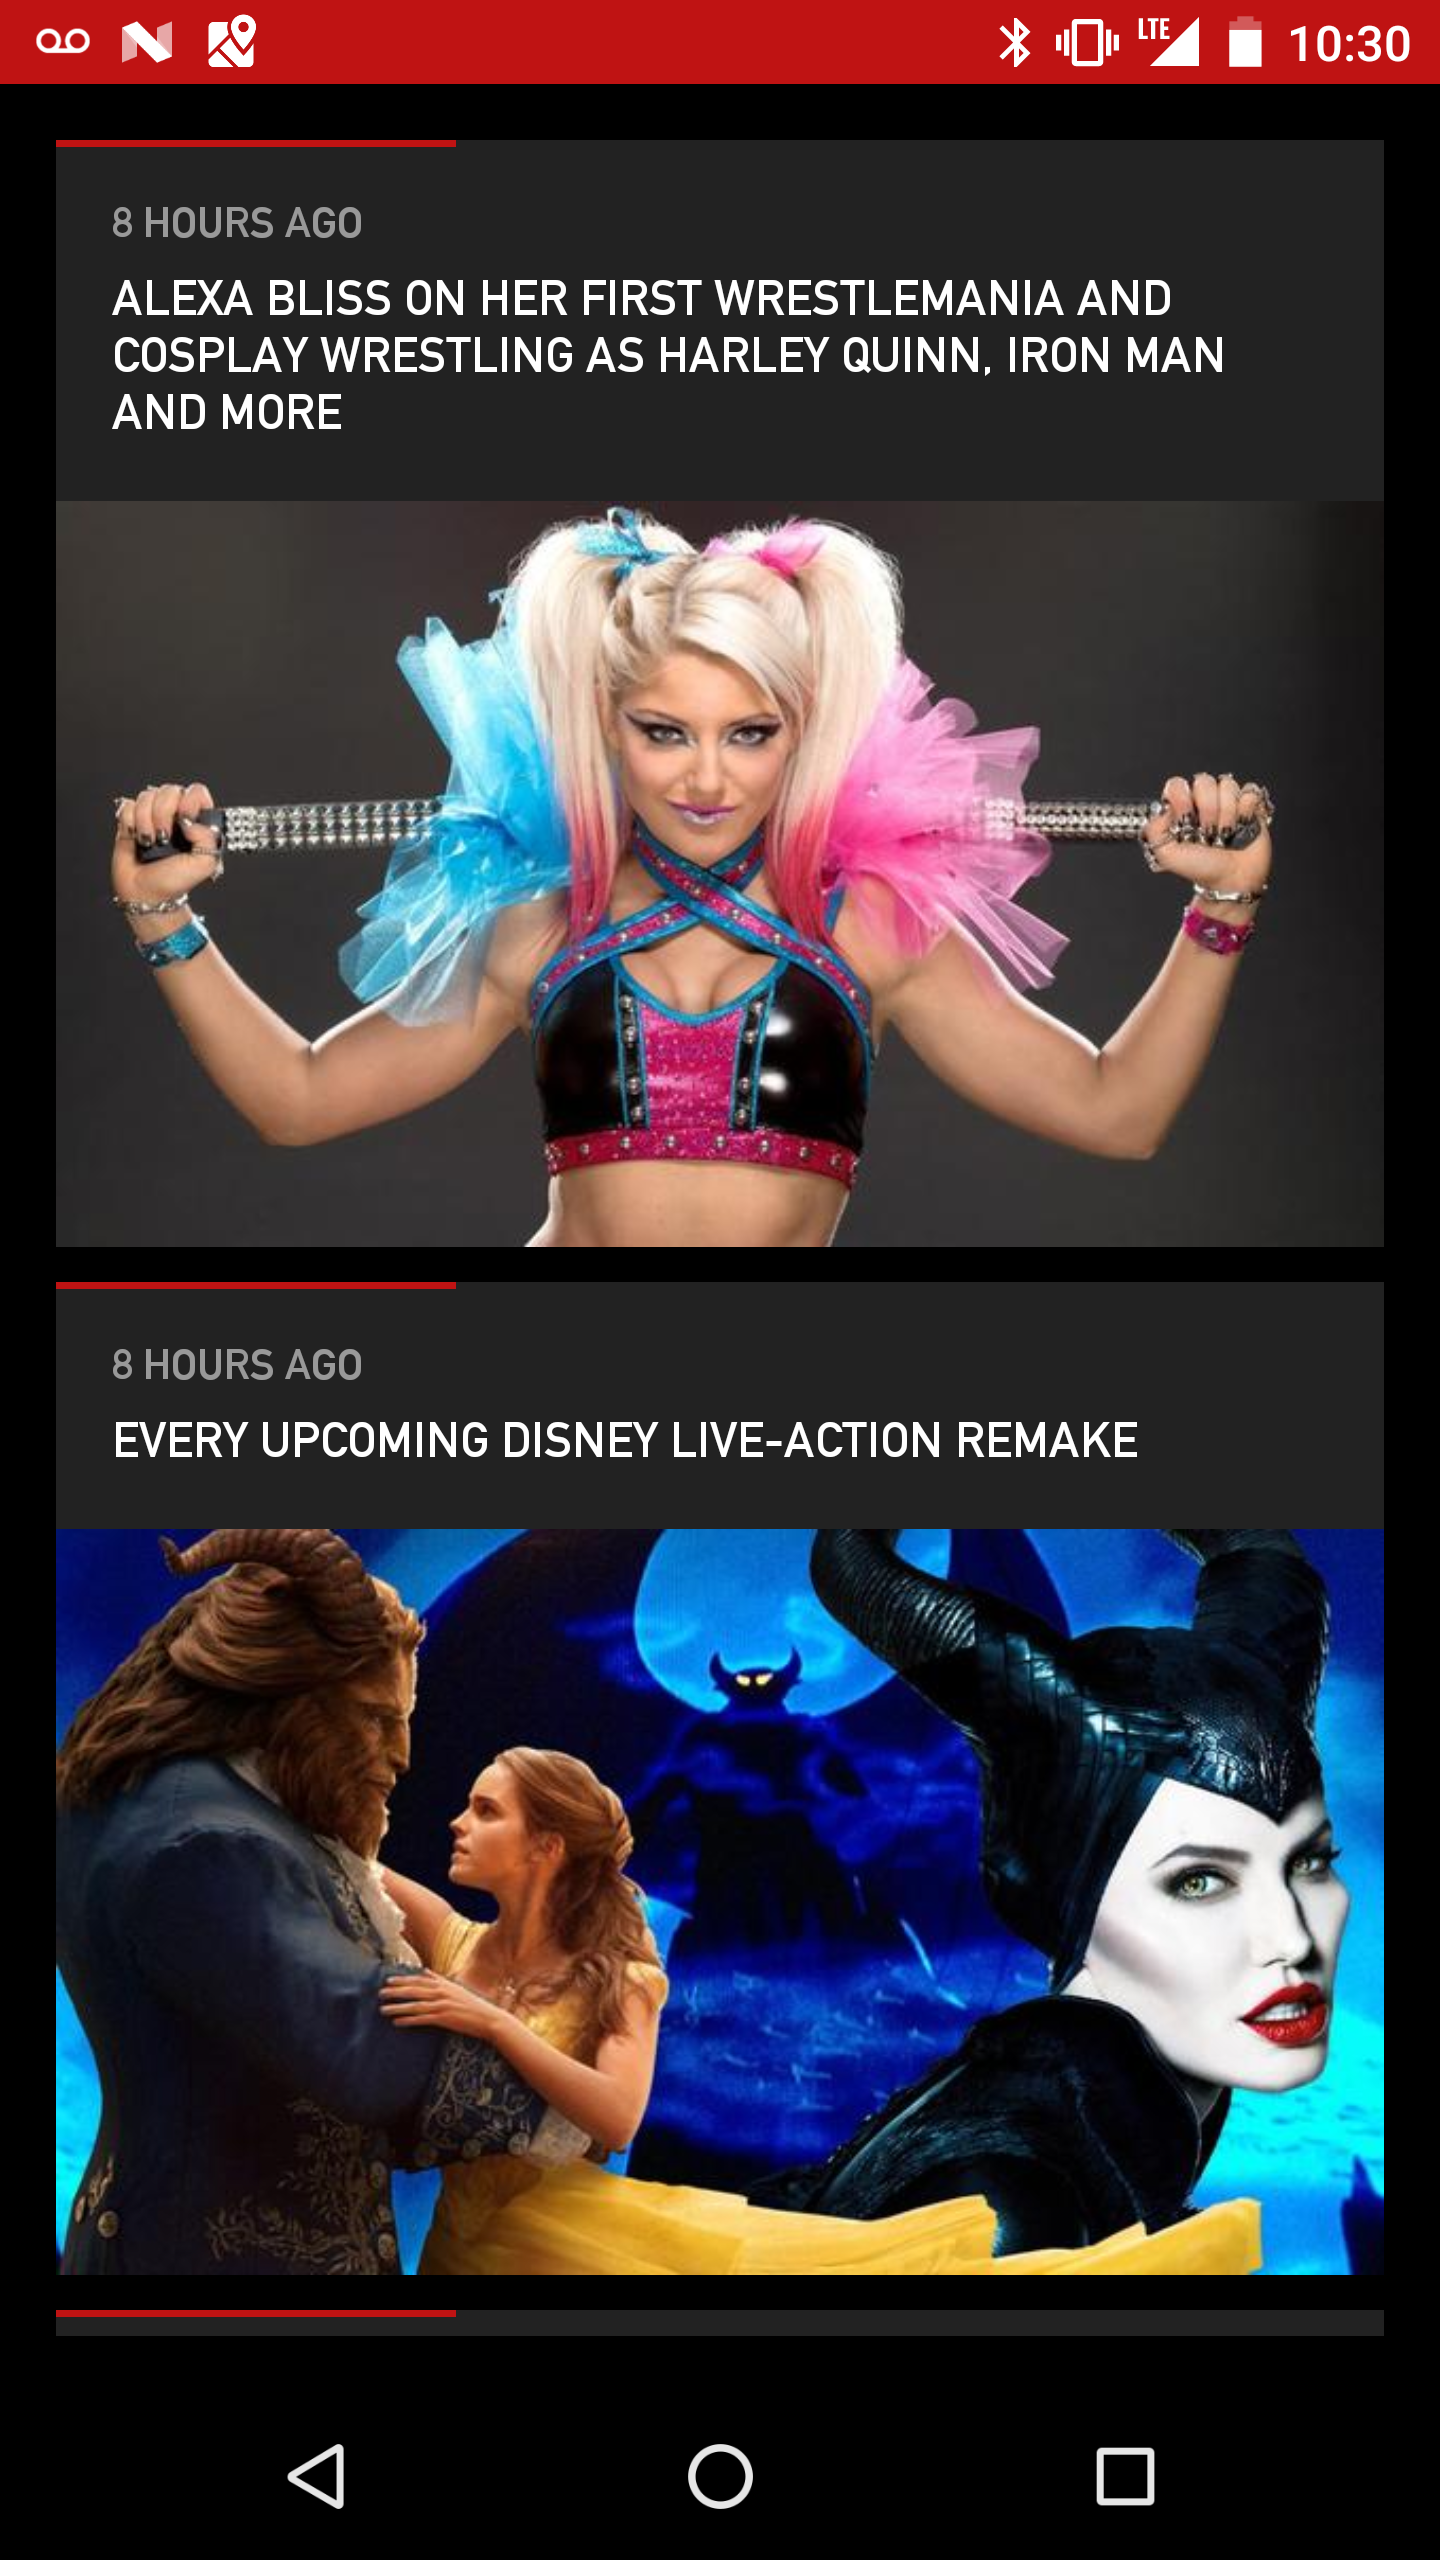 LTE 10:30
8 HOURS AGO
ALEXA BLISS ON HER FIRST WRESTLEMANIA AND
COSPLAY WRESTLING AS HARLEY QUINN, IRON MAN
AND MORE
8 HOURS AGO
EVERY UPCOMING DISNEY LIVE-ACTION REMAKE